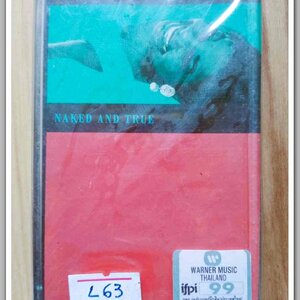 NAKED AND TRUE
WARNER MUSIC
THAILAND
ifpi 99
L63